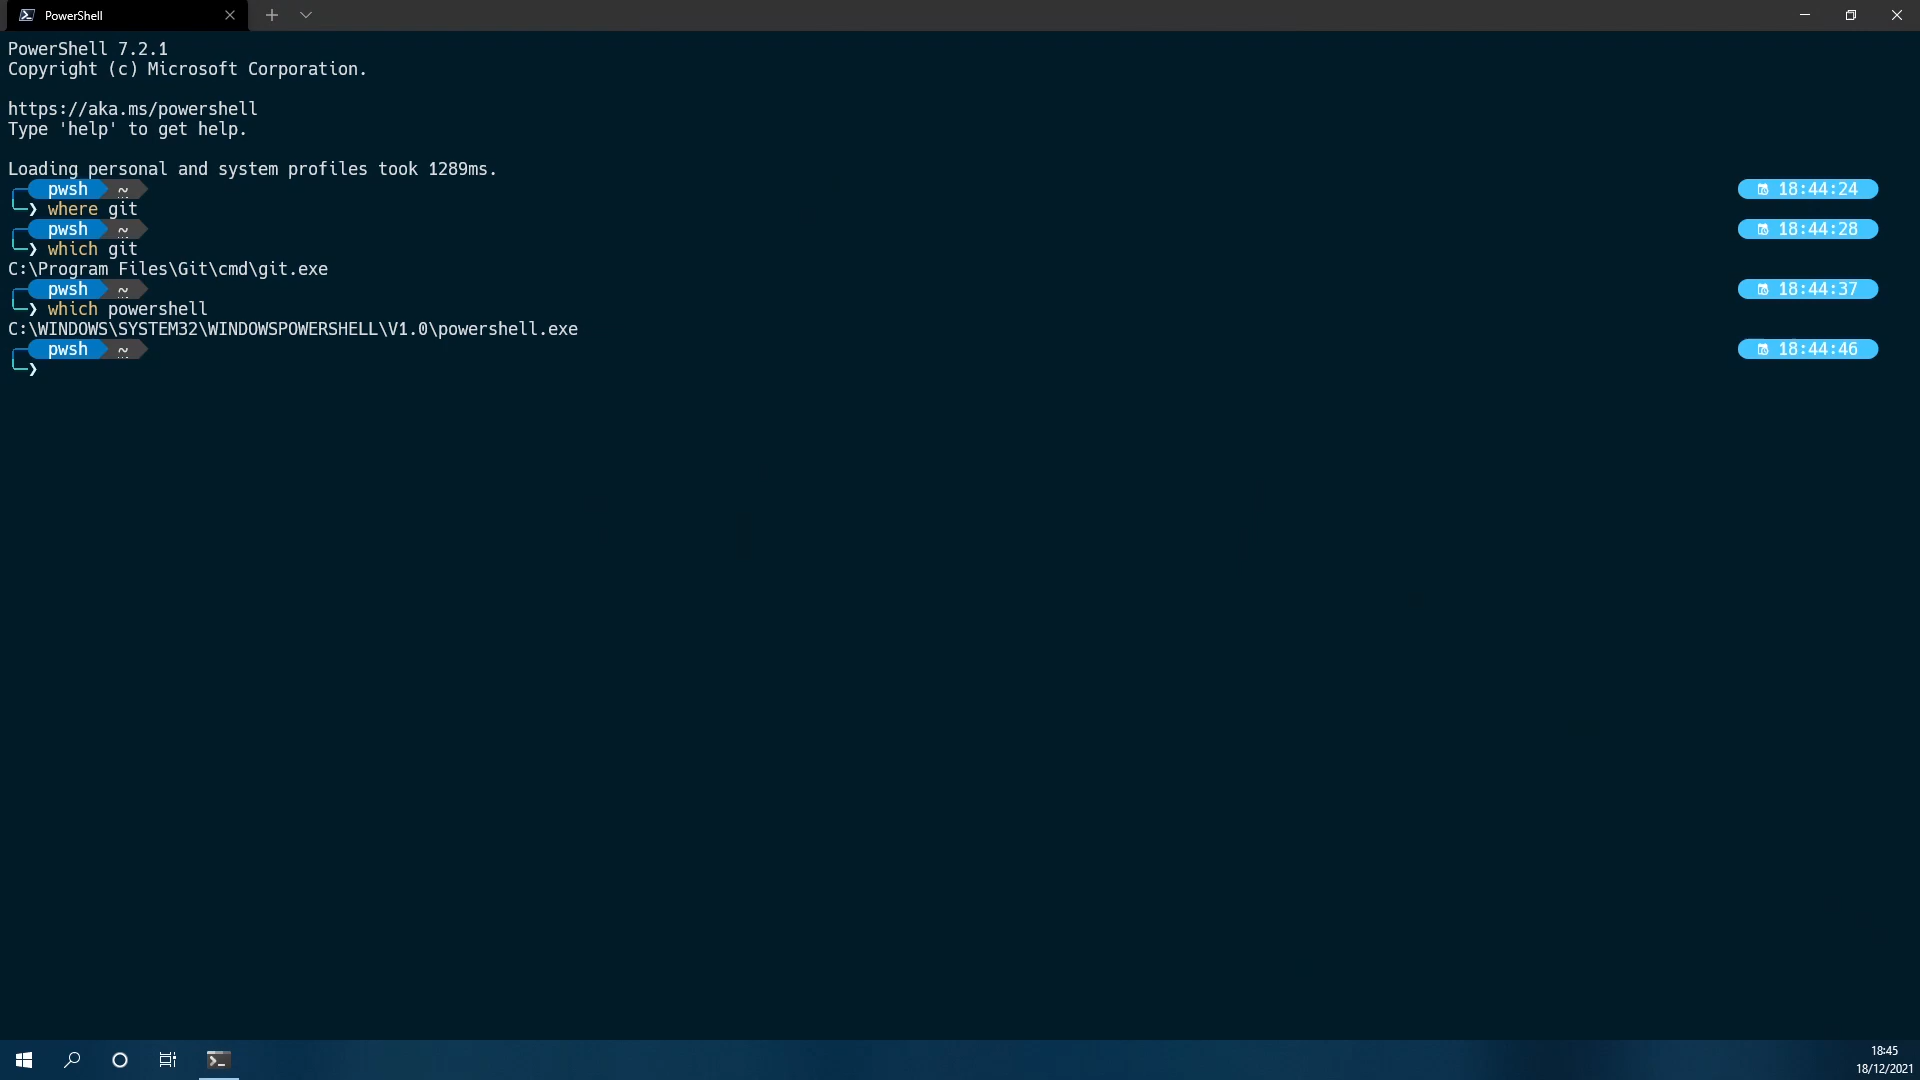 PowerShell
PowerShell 7.2.1
Copyright (c) Microsoft Corporation.
https://aka.ms/powershell
Type 'help' to get help.
Loading personal and system profiles took 1289ms.
pwsh ~ 18:44:24
❯ where git
pwsh ~ 18:44:28
❯ which git
C:\Program Files\Git\cmd\git.exe
pwsh ~ 18:44:37
❯ which powershell
C:\WINDOWS\SYSTEM32\WINDOWSPOWERSHELL\V1.0\powershell.exe
pwsh ~ 18:44:46
❯
18:45
18/12/2021